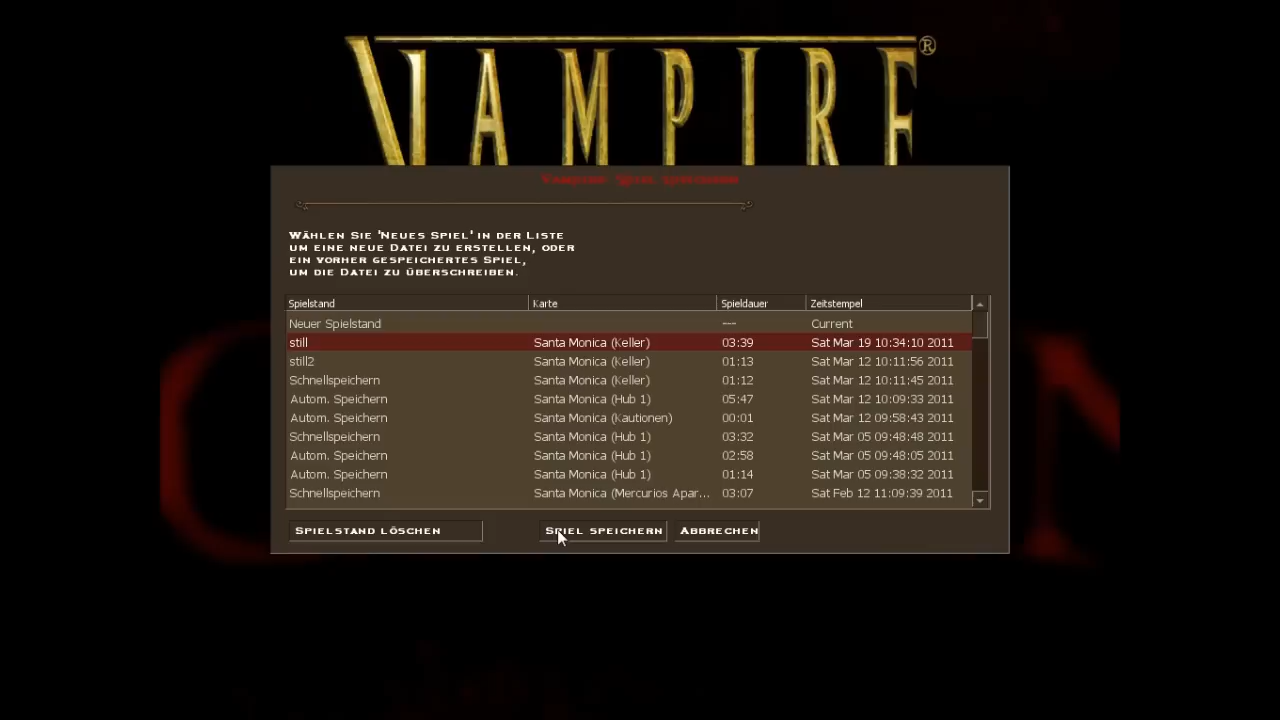 VAMPIRE®
Vampire: Spiel speichern
Wählen Sie 'Neues Spiel' in der Liste
um eine neue Datei zu erstellen, oder
ein vorher gespeichertes Spiel,
um die Datei zu überschreiben.
Spielstand Karte Spieldauer Zeitstempel
Neuer Spielstand --- Current
still Santa Monica (Keller) 03:39 Sat Mar 19 10:34:10 2011
still2 Santa Monica (Keller) 01:13 Sat Mar 12 10:11:56 2011
Schnellspeichern Santa Monica (Keller) 01:12 Sat Mar 12 10:11:45 2011
Autom. Speichern Santa Monica (Hub 1) 05:47 Sat Mar 12 10:09:33 2011
Autom. Speichern Santa Monica (Kautionen) 00:01 Sat Mar 12 09:58:43 2011
Schnellspeichern Santa Monica (Hub 1) 03:32 Sat Mar 05 09:48:48 2011
Autom. Speichern Santa Monica (Hub 1) 02:58 Sat Mar 05 09:48:05 2011
Autom. Speichern Santa Monica (Hub 1) 01:14 Sat Mar 05 09:38:32 2011
Schnellspeichern Santa Monica (Mercurios Apar... 03:07 Sat Feb 12 11:09:39 2011
Spielstand löschen Spiel speichern Abbrechen